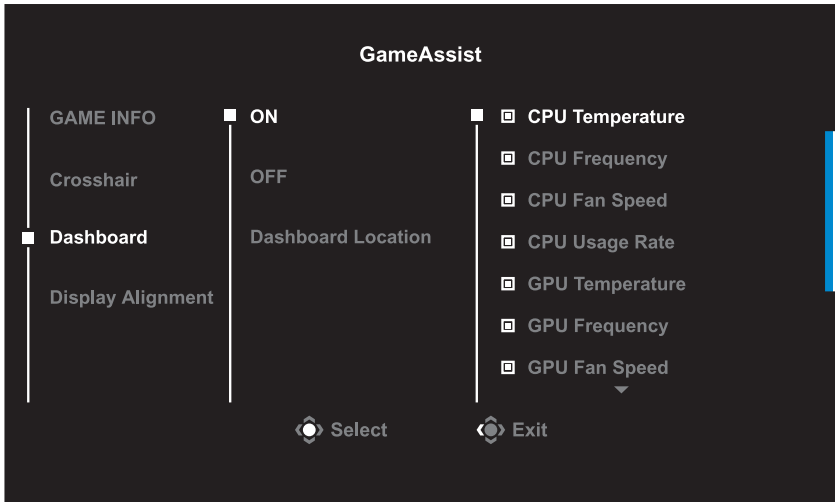 GameAssist
GAME INFO
Crosshair
Dashboard
Display Alignment
ON
OFF
Dashboard Location
CPU Temperature
CPU Frequency
CPU Fan Speed
CPU Usage Rate
GPU Temperature
GPU Frequency
GPU Fan Speed
Select
Exit